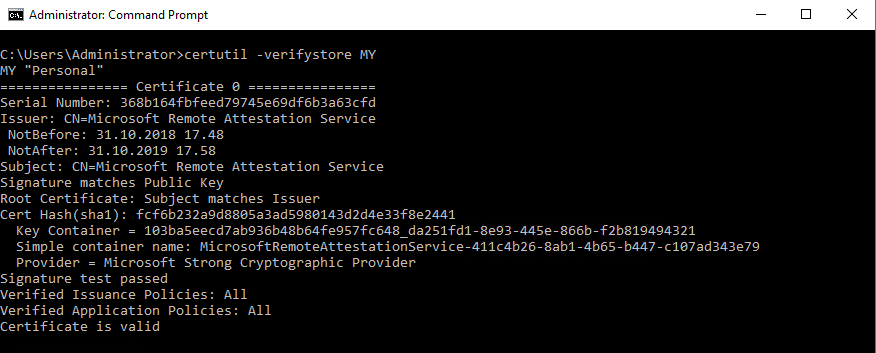 Administrator: Command Prompt
C:\Users\Administrator>certutil -verifystore MY
MY "Personal"
================ Certificate 0 ================
Serial Number: 368b164fbfeed79745e69df6b3a63cfd
Issuer: CN=Microsoft Remote Attestation Service
 NotBefore: 31.10.2018 17.48
 NotAfter: 31.10.2019 17.58
Subject: CN=Microsoft Remote Attestation Service
Signature matches Public Key
Root Certificate: Subject matches Issuer
Cert Hash(sha1): fcf6b232a9d8805a3ad5980143d2d4e33f8e2441
  Key Container = 103ba5eecd7ab936b48b64fe957fc648_da251fd1-8e93-445e-866b-f2b819494321
  Simple container name: MicrosoftRemoteAttestationService-411c4b26-8ab1-4b65-b447-c107ad343e79
  Provider = Microsoft Strong Cryptographic Provider
Signature test passed
Verified Issuance Policies: All
Verified Application Policies: All
Certificate is valid